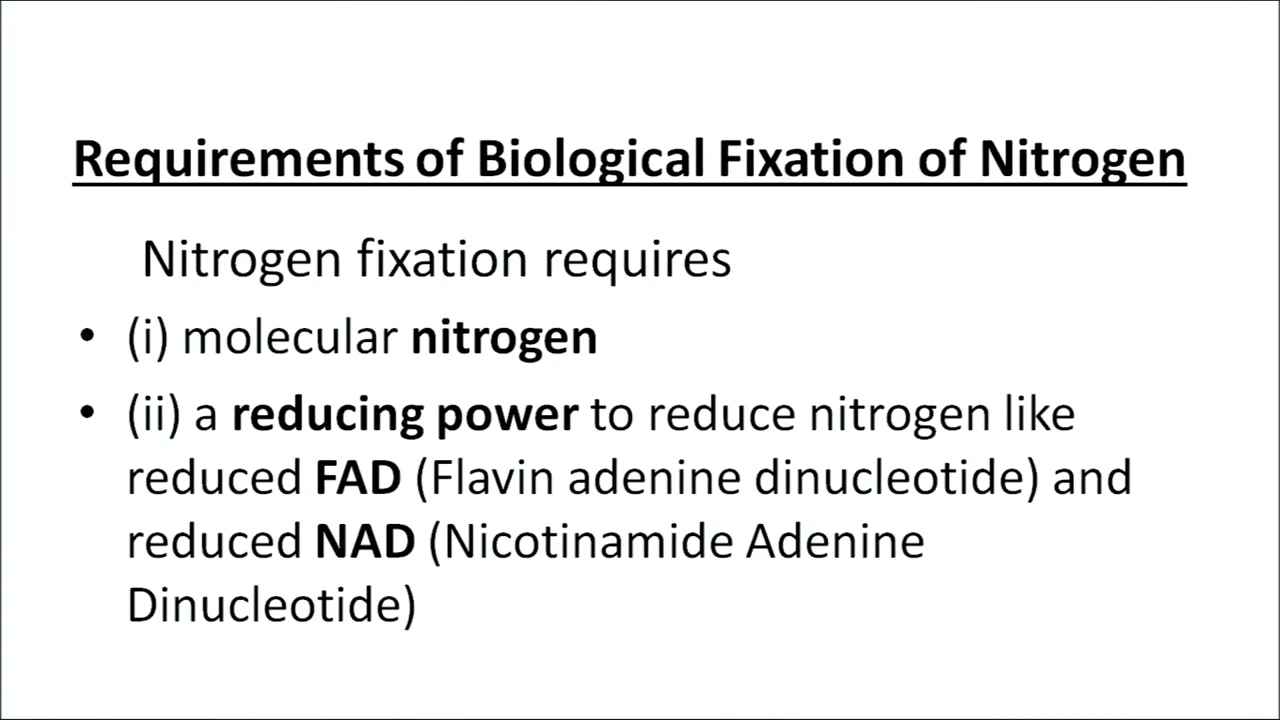 Requirements of Biological Fixation of Nitrogen
Nitrogen fixation requires
• (i) molecular nitrogen
• (ii) a reducing power to reduce nitrogen like
reduced FAD (Flavin adenine dinucleotide) and
reduced NAD (Nicotinamide Adenine
Dinucleotide)